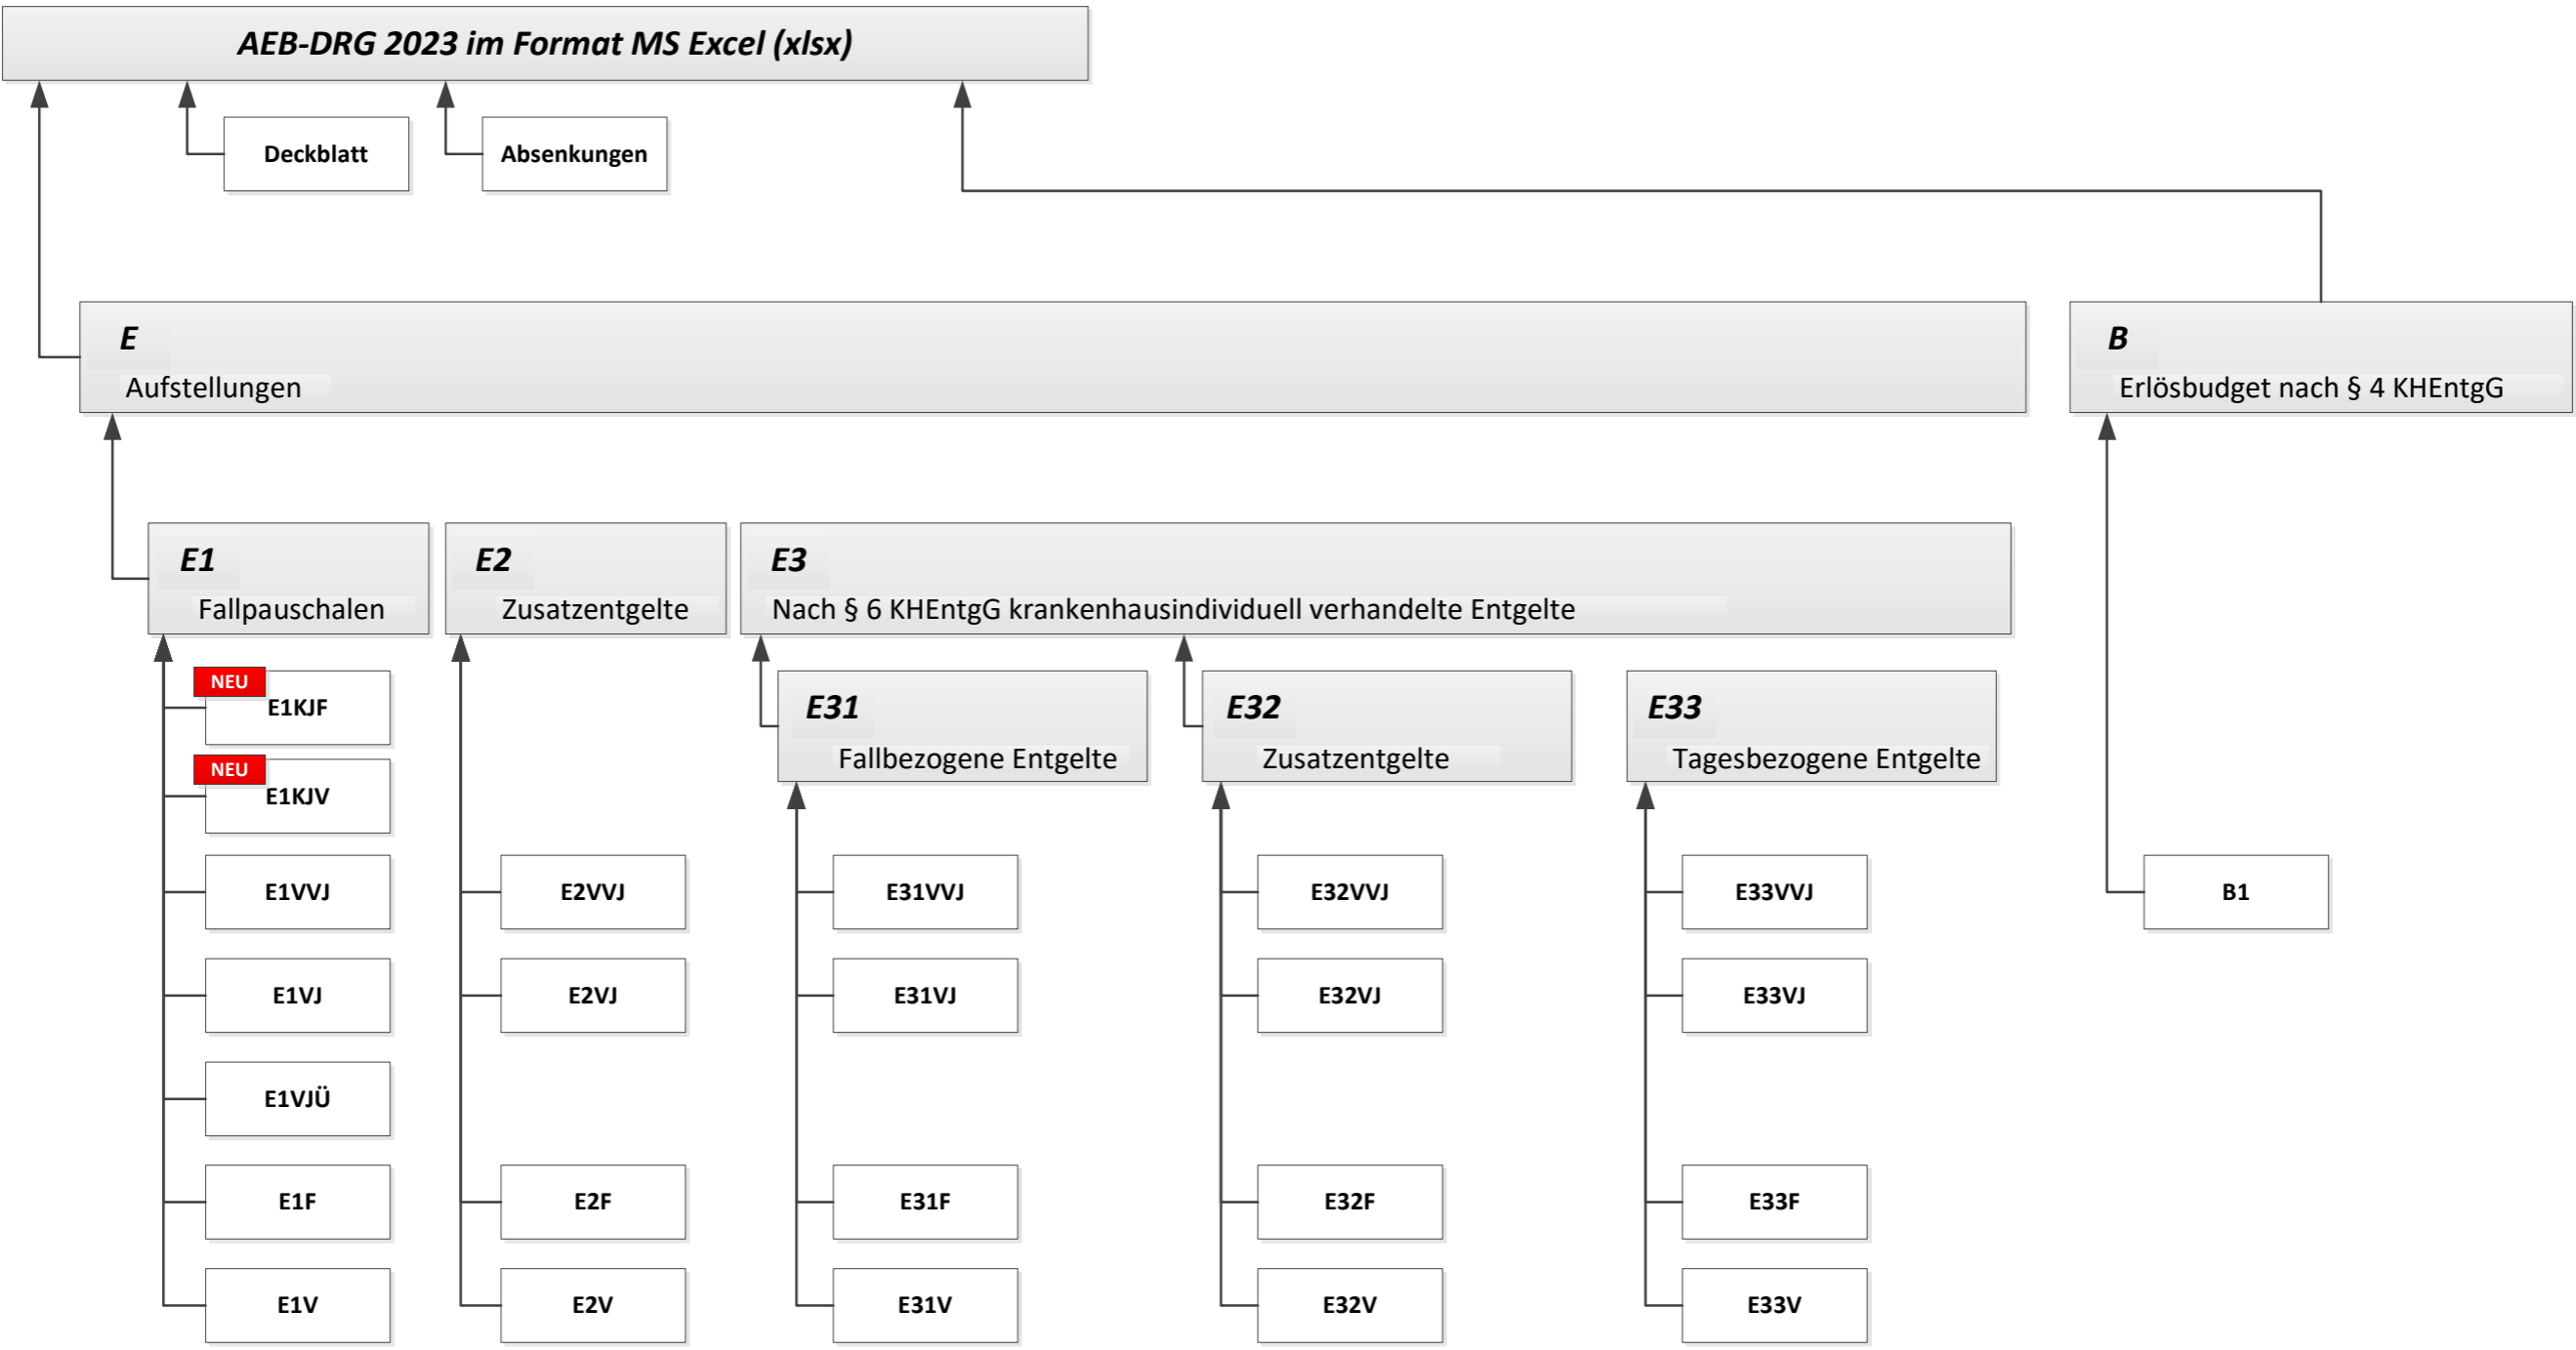 AEB-DRG 2023 im Format MS Excel (xlsx)
Deckblatt
Absenkungen
E
Aufstellungen
B
Erlösbudget nach § 4 KHEntgG
E1
Fallpauschalen
E2
Zusatzentgelte
E3
Nach § 6 KHEntgG krankenhausindividuell verhandelte Entgelte
NEU
E1KJF
NEU
E1KJV
E1VVJ
E1VJ
E1VJÜ
E1F
E1V
E2VVJ
E2VJ
E2F
E2V
E31
Fallbezogene Entgelte
E31VVJ
E31VJ
E31F
E31V
E32
Zusatzentgelte
E32VVJ
E32VJ
E32F
E32V
E33
Tagesbezogene Entgelte
E33VVJ
E33VJ
E33F
E33V
B1